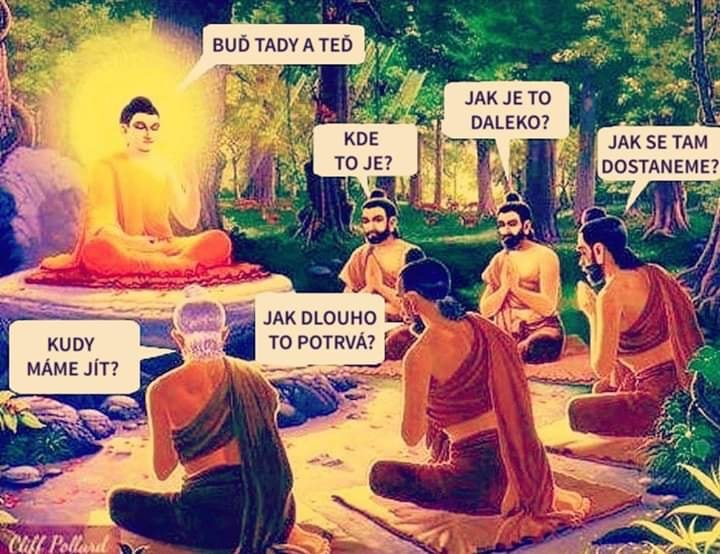 BUĎ TADY A TEĎ
JAK JE TO
DALEKO?
KDE
TO JE?
JAK SE TAM
DOSTANEME?
JAK DLOUHO
TO POTRVÁ?
KUDY
MÁME JÍT?
Cliff Pollard